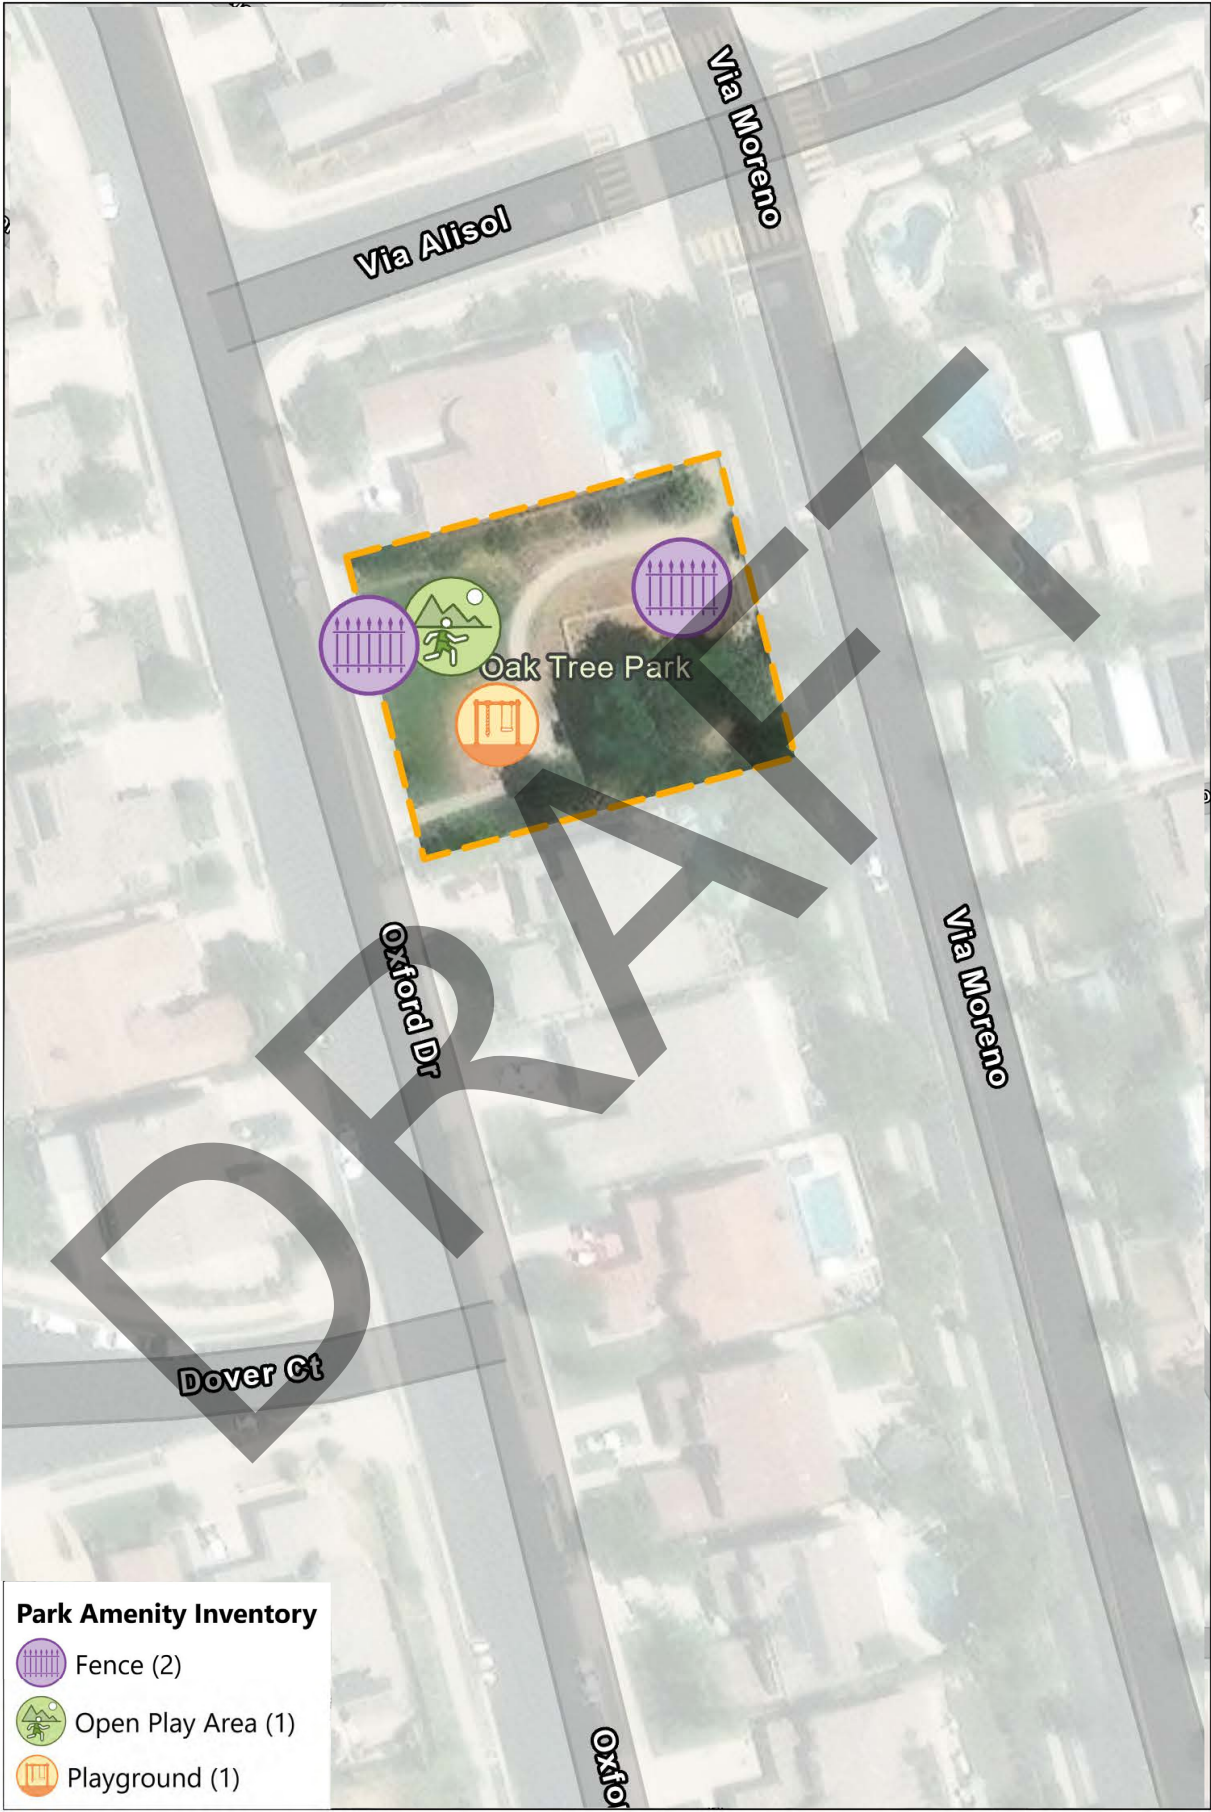 Via Moreno
Via Alisol
Oak Tree Park
DRAFT
Oxford Dr
Via Moreno
Dover Ct
Park Amenity Inventory
Fence (2)
Open Play Area (1)
Playground (1)
Oxfor